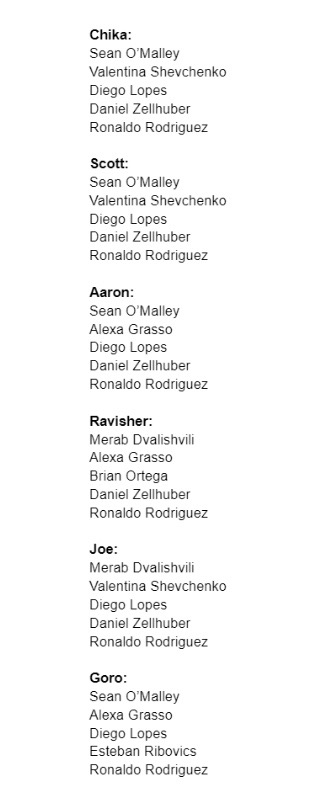 Chika:
Sean O’Malley
Valentina Shevchenko
Diego Lopes
Daniel Zellhuber
Ronaldo Rodriguez
Scott:
Sean O’Malley
Valentina Shevchenko
Diego Lopes
Daniel Zellhuber
Ronaldo Rodriguez
Aaron:
Sean O’Malley
Alexa Grasso
Diego Lopes
Daniel Zellhuber
Ronaldo Rodriguez
Ravisher:
Merab Dvalishvili
Alexa Grasso
Brian Ortega
Daniel Zellhuber
Ronaldo Rodriguez
Joe:
Merab Dvalishvili
Valentina Shevchenko
Diego Lopes
Daniel Zellhuber
Ronaldo Rodriguez
Goro:
Sean O’Malley
Alexa Grasso
Diego Lopes
Esteban Ribovics
Ronaldo Rodriguez